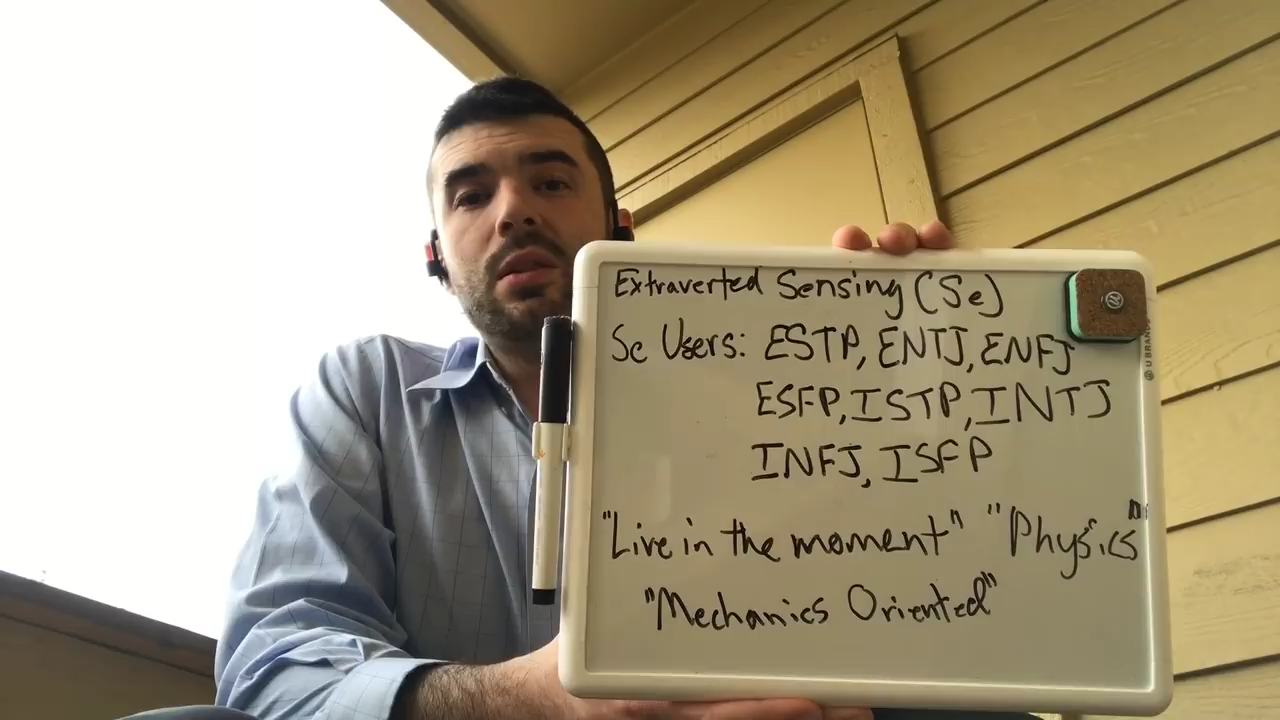 Extraverted Sensing (Se)
Se Users: ESTP, ENTJ, ENFJ
ESFP, ISTP, INTJ
INFJ, ISFP
"Live in the moment" "Physics"
"Mechanics Oriented"
U BRAN